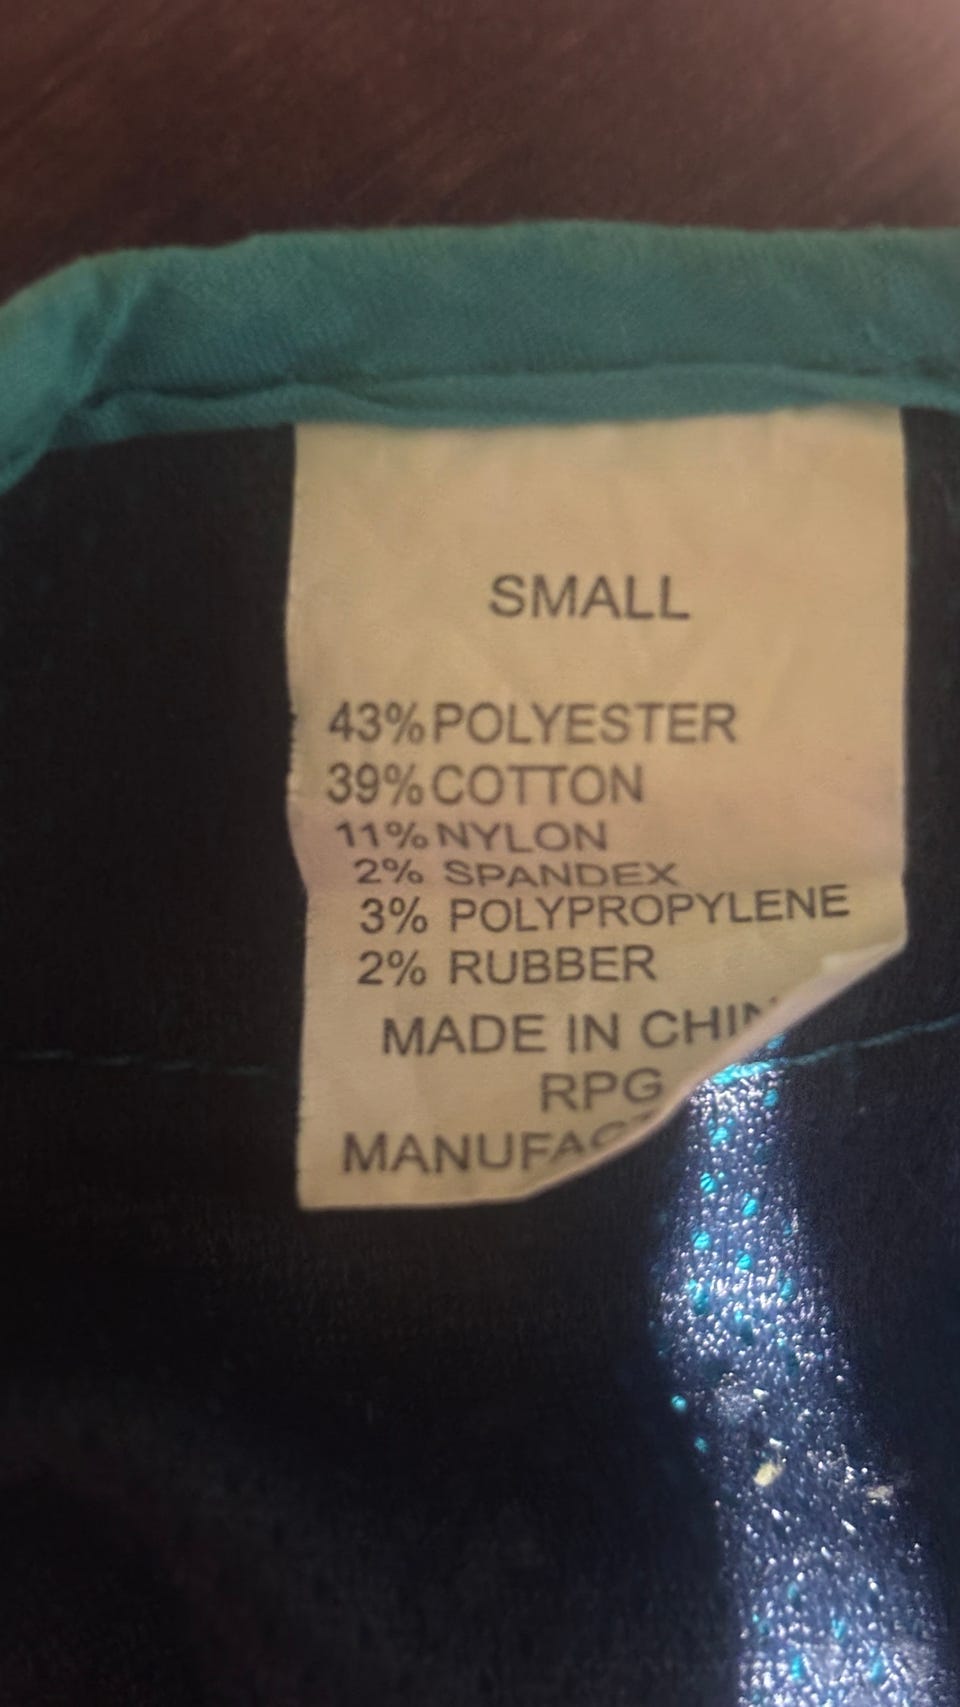 SMALL
43% POLYESTER
39% COTTON
11% NYLON
2% SPANDEX
3% POLYPROPYLENE
2% RUBBER
MADE IN CHIN
RPG
MANUFAC